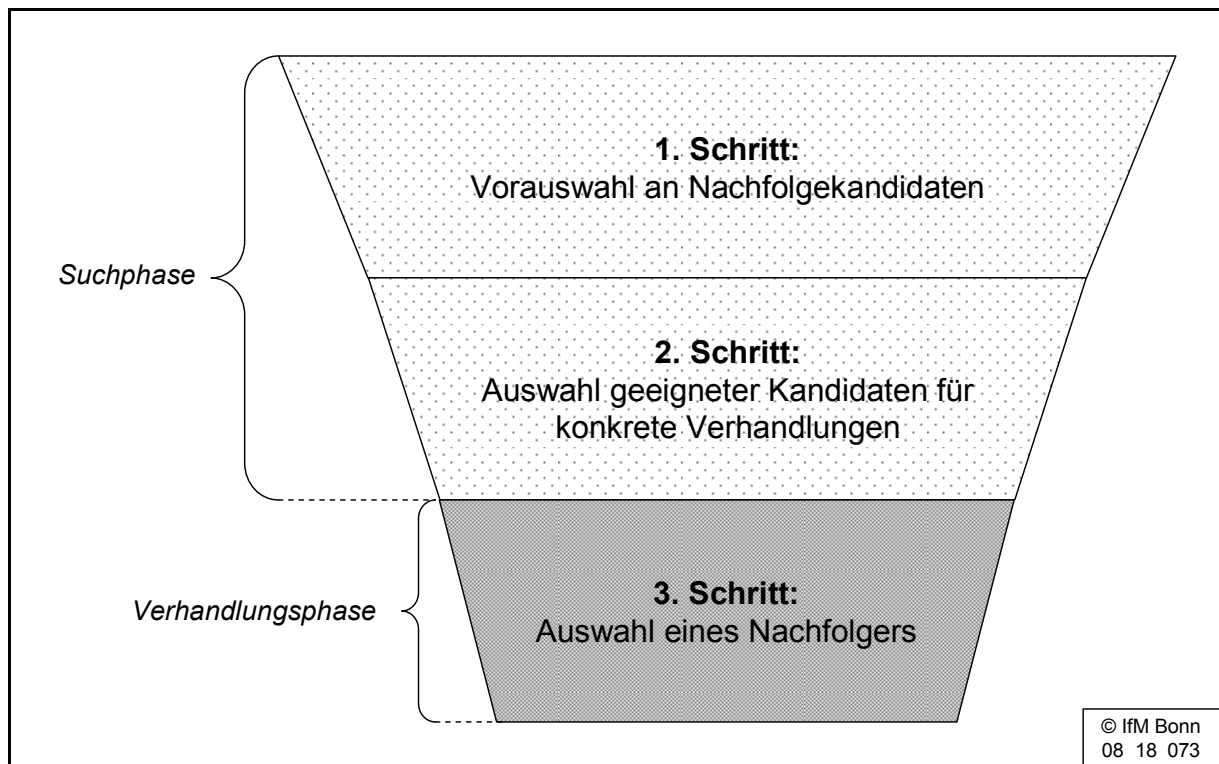 1. Schritt:
Vorauswahl an Nachfolgekandidaten
Suchphase
2. Schritt:
Auswahl geeigneter Kandidaten für
konkrete Verhandlungen
3. Schritt:
Verhandlungsphase
Auswahl eines Nachfolgers
© IfM Bonn
08 18 073